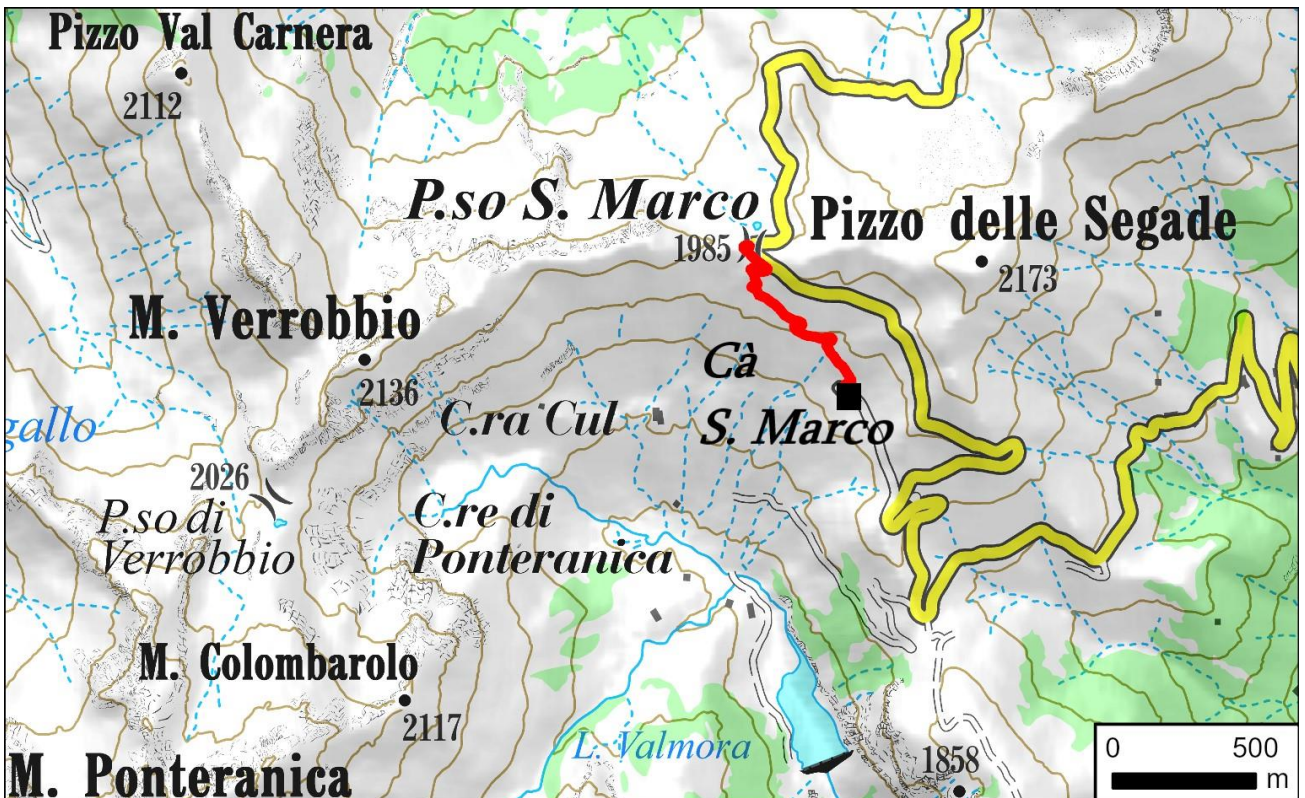 Pizzo Val Carnera
2112
P.so S. Marco
1985
Pizzo delle Segade
2173
M. Verrobbio
2136
Cà
S. Marco
C.ra Cul
gallo
2026
P.so di
Verrobbio
C.re di
Ponteranica
M. Colombarolo
2117
L. Valmora
M. Ponteranica
1858
0 500
m